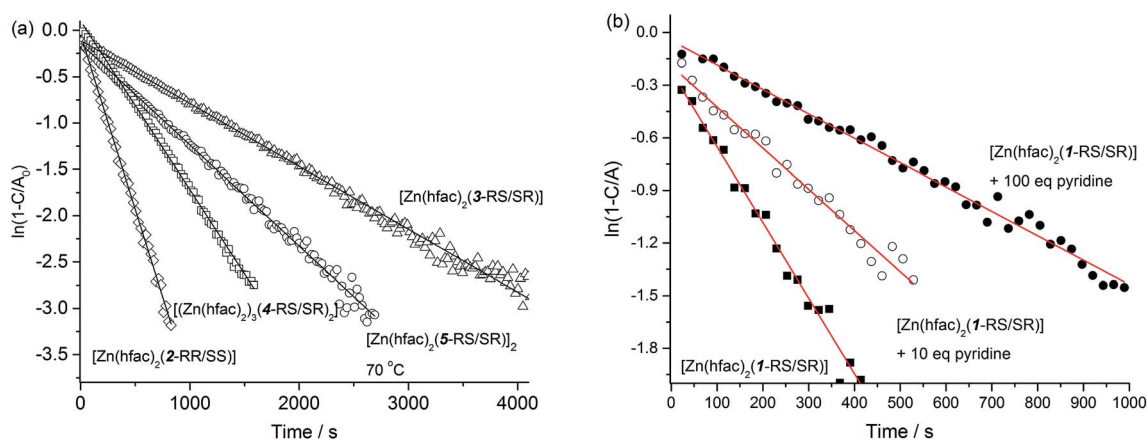 (a)
0.0
-0.5
-1.0
-1.5
-2.0
-2.5
-3.0
-3.5
ln(1-C/A₀)
[Zn(hfac)₂(3-RS/SR)]
[(Zn(hfac)₂)₃(4-RS/SR)₂]
[Zn(hfac)₂(5-RS/SR)]₂
[Zn(hfac)₂(2-RR/SS)]
70 °C
0 1000 2000 3000 4000
Time / s
(b)
0.0
-0.3
-0.6
-0.9
-1.2
-1.5
-1.8
ln(1-C/A)
[Zn(hfac)₂(1-RS/SR)]
+ 100 eq pyridine
[Zn(hfac)₂(1-RS/SR)]
+ 10 eq pyridine
[Zn(hfac)₂(1-RS/SR)]
0 100 200 300 400 500 600 700 800 900 1000
Time / s